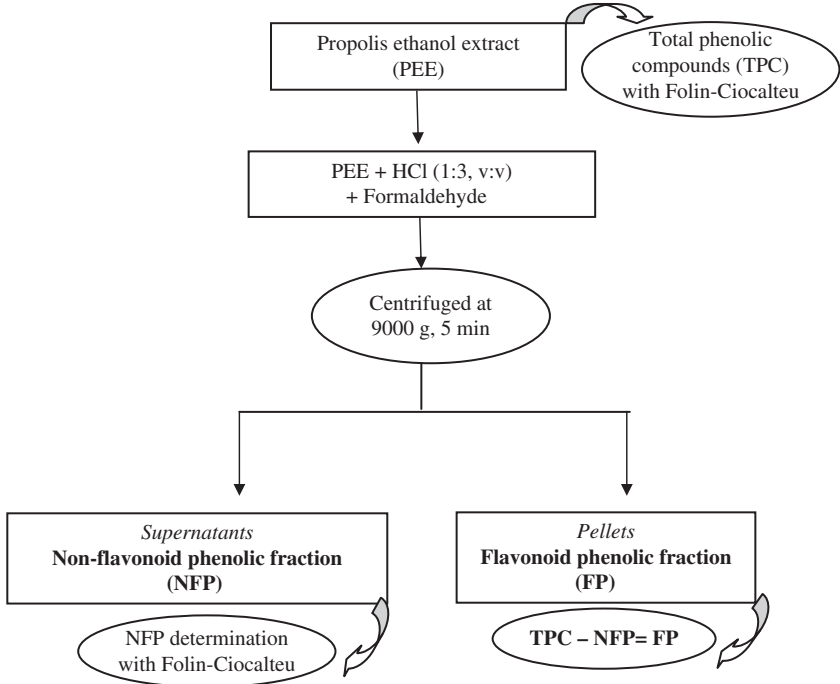 Propolis ethanol extract
(PEE)
Total phenolic
compounds (TPC)
with Folin-Ciocalteu
PEE + HCl (1:3, v:v)
+ Formaldehyde
Centrifuged at
9000 g, 5 min
Supernatants
Non-flavonoid phenolic fraction
(NFP)
Pellets
Flavonoid phenolic fraction
(FP)
NFP determination
with Folin-Ciocalteu
TPC – NFP= FP